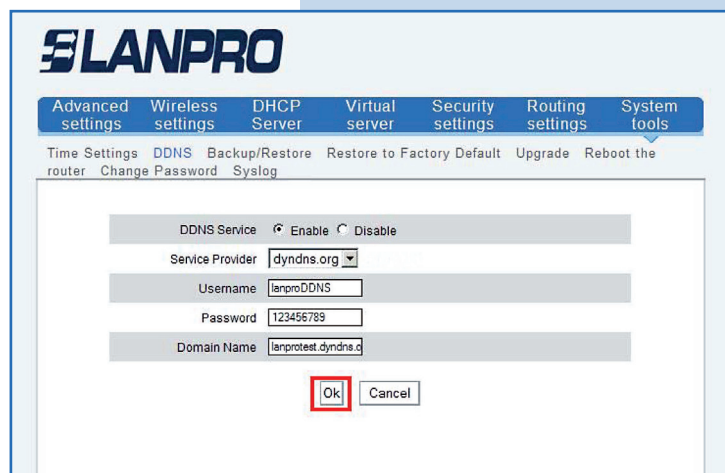 LANPRO
Advanced settings Wireless settings DHCP Server Virtual server Security settings Routing settings System tools
Time Settings DDNS Backup/Restore Restore to Factory Default Upgrade Reboot the
router Change Password Syslog
DDNS Service Enable Disable
Service Provider dyndns.org
Username lanproDDNS
Password 123456789
Domain Name lanprotest.dyndns.o
Ok Cancel